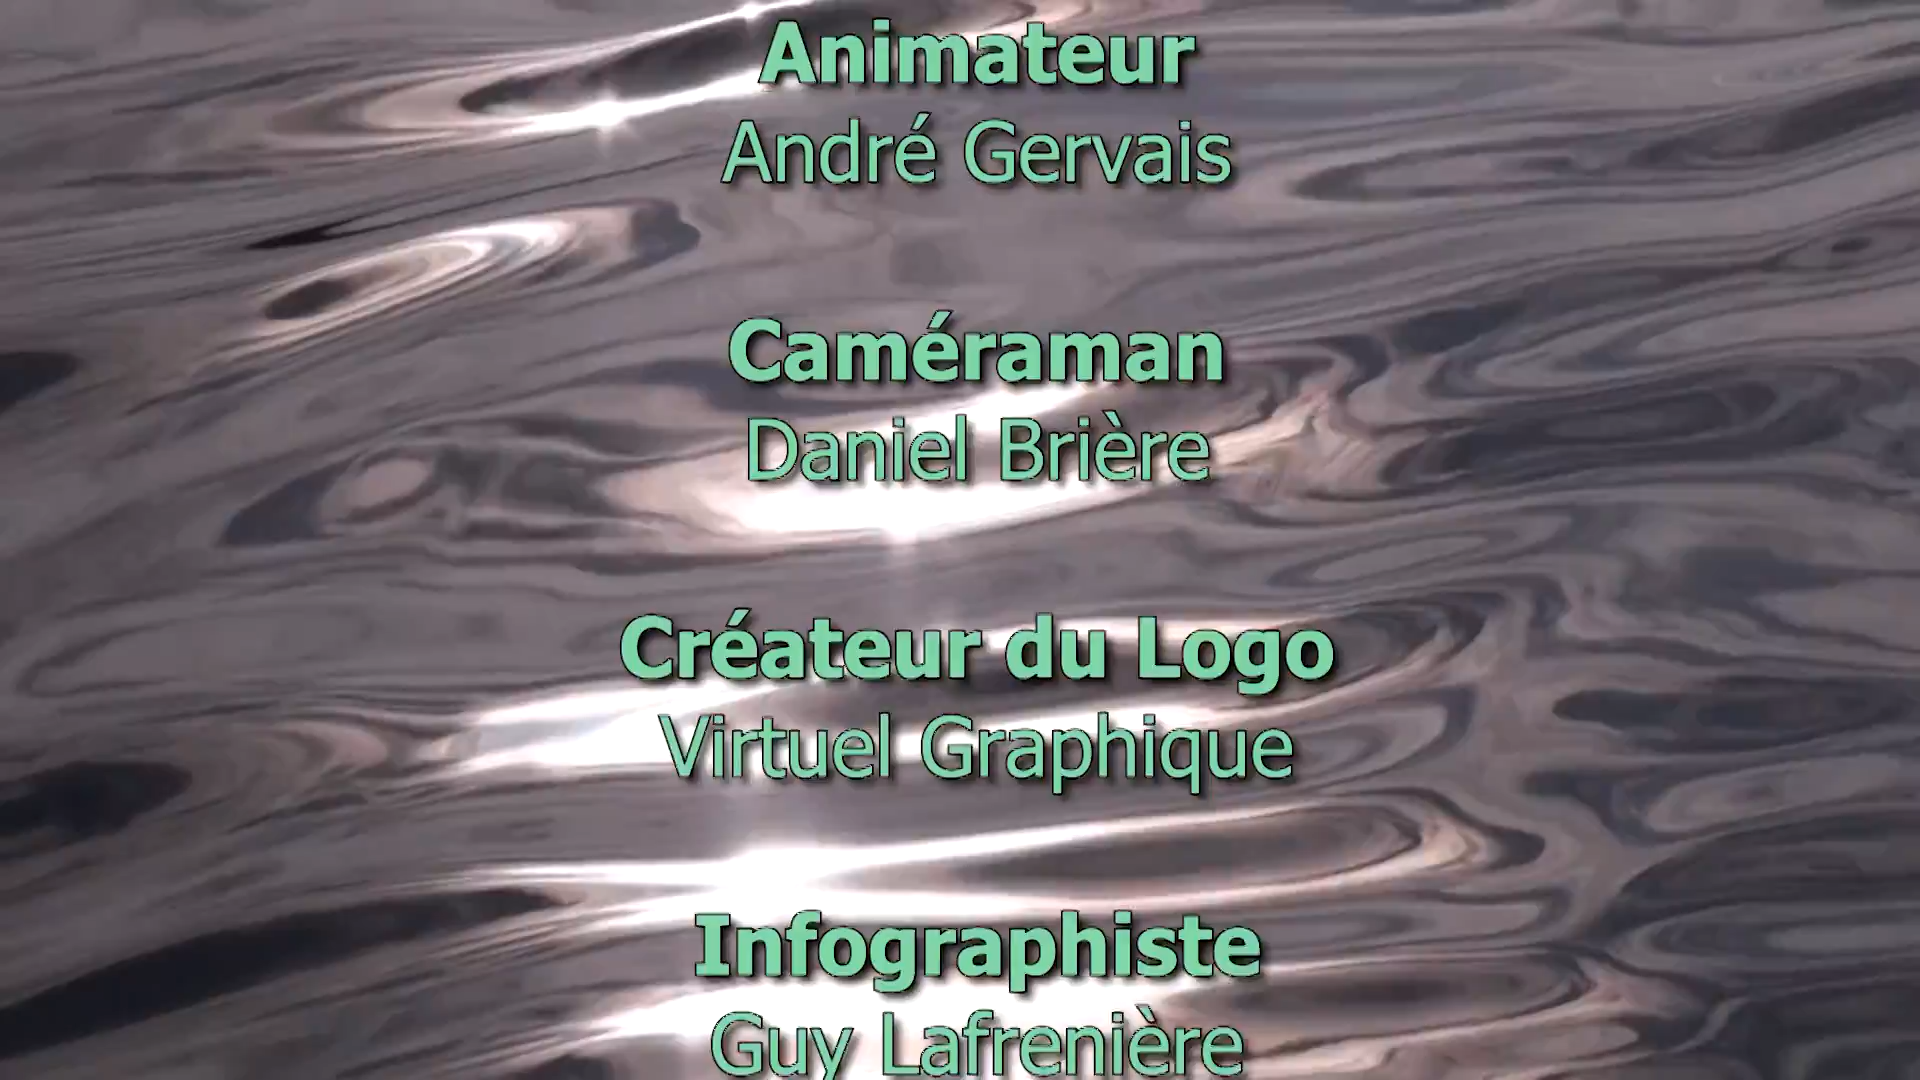 Animateur
André Gervais
Caméraman
Daniel Brière
Créateur du Logo
Virtuel Graphique
Infographiste
Guy Lafrenière